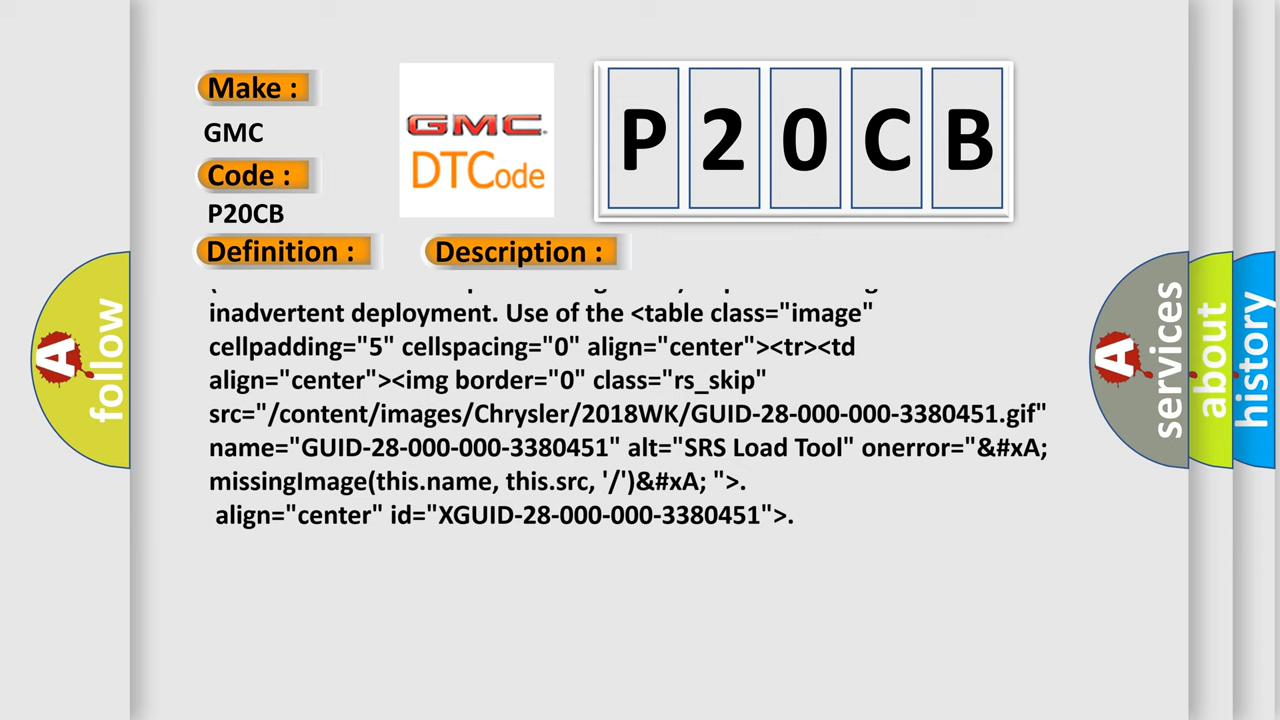 Make :
GMC
Code :
P20CB
Definition :
Description :
GMC
DTCode
P20CB
inadvertent deployment. Use of the <table class="image"
cellpadding="5" cellspacing="0" align="center"><tr><td
align="center"><img border="0" class="rs_skip"
src="/content/images/Chrysler/2018WK/GUID-28-000-000-3380451.gif"
name="GUID-28-000-000-3380451" alt="SRS Load Tool" onerror="&#xA;
missingImage(this.name, this.src, '/')&#xA; ">.
align="center" id="XGUID-28-000-000-3380451">.
A
follow
A
services
about
history